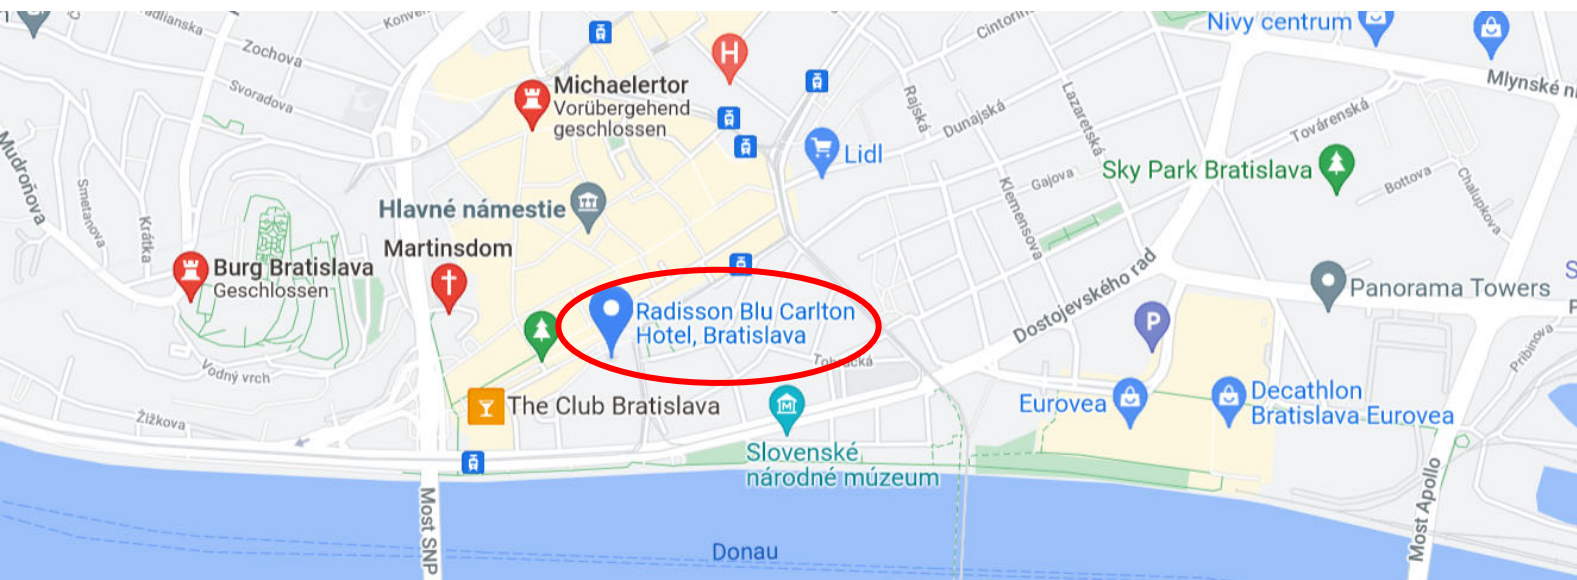 Nivy centrum
Konven
Zochova
Svoradova
Mlynské n
Michaelertor
Vorübergehend
geschlossen
H
Rajská
Dunajská
Lazaretská
Továrenská
Lidl
Sky Park Bratislava
Gajova
Klemensova
Bottova
Chalupkova
Mudroňova
Smetanova
Krátka
Hlavné námestie
Martinsdom
Burg Bratislava
Geschlossen
Radisson Blu Carlton
Hotel, Bratislava
Dostojevského rad
P
Panorama Towers
S
P
Pribinova
Vodný vrch
Žižkova
The Club Bratislava
Eurovea
Decathlon
Bratislava Eurovea
M
Slovenské
národné múzeum
Most SNP
Donau
Most Apollo